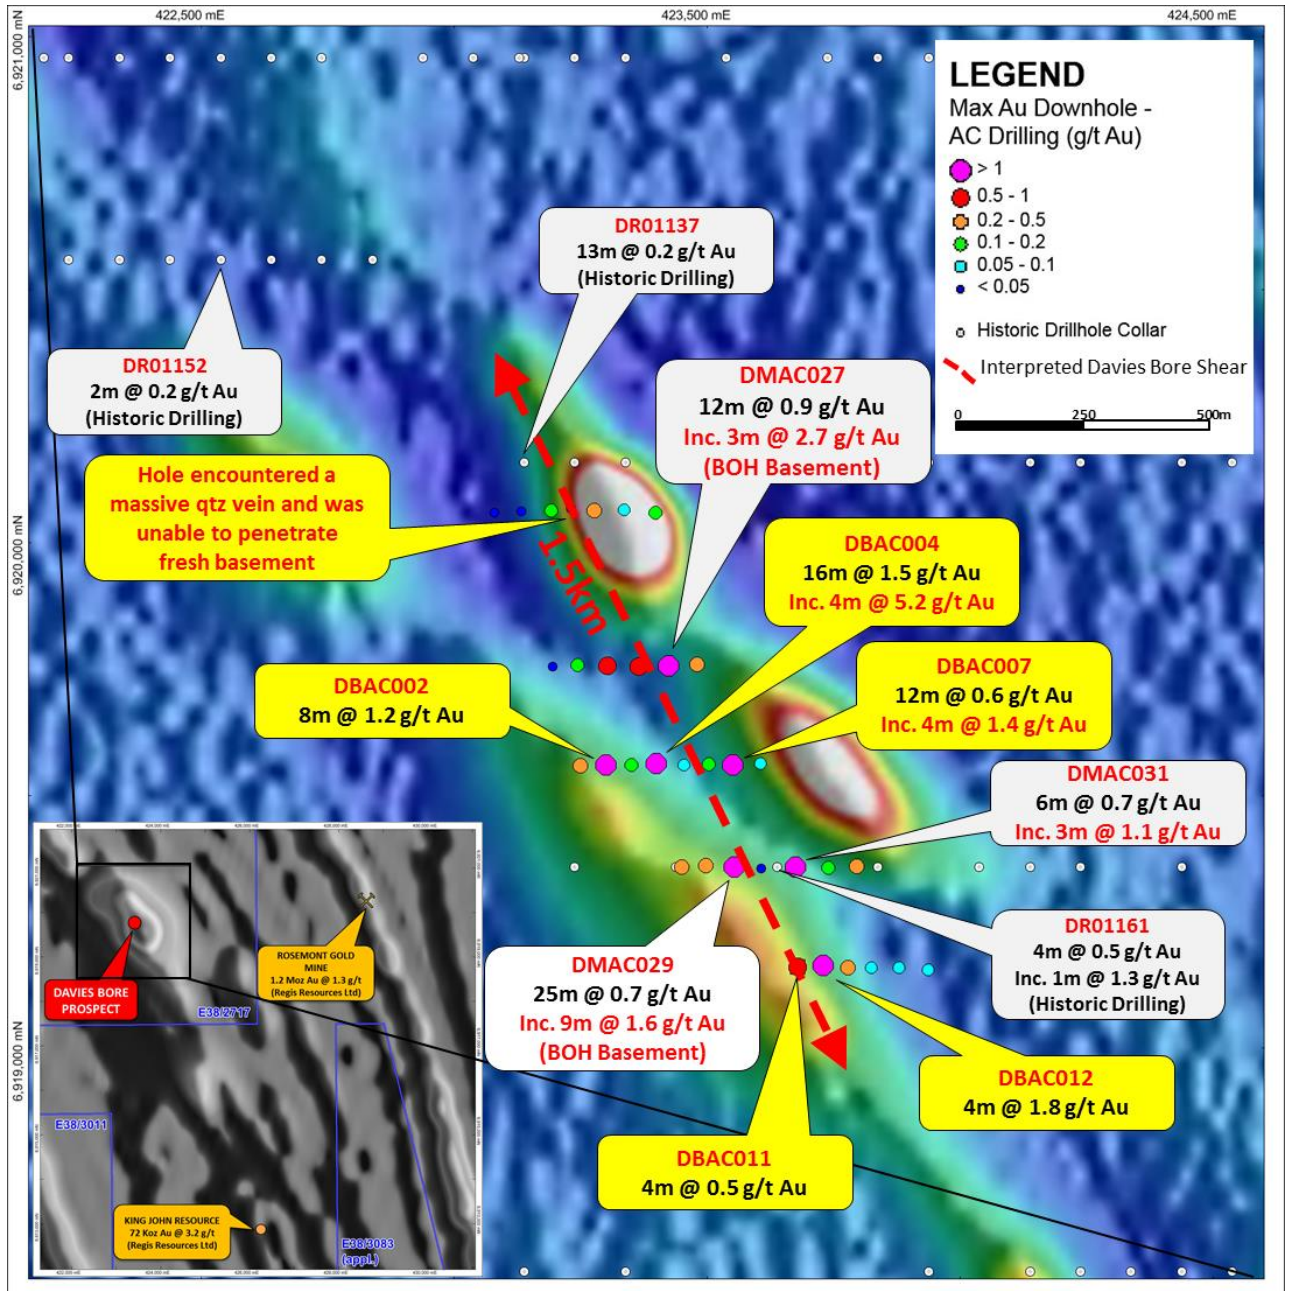 422,500 mE
423,500 mE
424,500 mE
6,921,000 mN
6,920,000 mN
6,919,000 mN
LEGEND
Max Au Downhole -
AC Drilling (g/t Au)
> 1
0.5 - 1
0.2 - 0.5
0.1 - 0.2
0.05 - 0.1
< 0.05
Historic Drillhole Collar
Interpreted Davies Bore Shear
0 250 500m
DR01137
13m @ 0.2 g/t Au
(Historic Drilling)
DR01152
2m @ 0.2 g/t Au
(Historic Drilling)
DMAC027
12m @ 0.9 g/t Au
Inc. 3m @ 2.7 g/t Au
(BOH Basement)
Hole encountered a
massive qtz vein and was
unable to penetrate
fresh basement
1.5km
DBAC004
16m @ 1.5 g/t Au
Inc. 4m @ 5.2 g/t Au
DBAC002
8m @ 1.2 g/t Au
DBAC007
12m @ 0.6 g/t Au
Inc. 4m @ 1.4 g/t Au
DMAC031
6m @ 0.7 g/t Au
Inc. 3m @ 1.1 g/t Au
DR01161
4m @ 0.5 g/t Au
Inc. 1m @ 1.3 g/t Au
(Historic Drilling)
DMAC029
25m @ 0.7 g/t Au
Inc. 9m @ 1.6 g/t Au
(BOH Basement)
DBAC012
4m @ 1.8 g/t Au
DBAC011
4m @ 0.5 g/t Au
DAVIES BORE
PROSPECT
ROSEMONT GOLD
MINE
1.2 Moz Au @ 1.3 g/t
(Regis Resources Ltd)
E38/2717
E38/3011
KING JOHN RESOURCE
72 Koz Au @ 3.2 g/t
(Regis Resources Ltd)
E38/3083
(appl.)